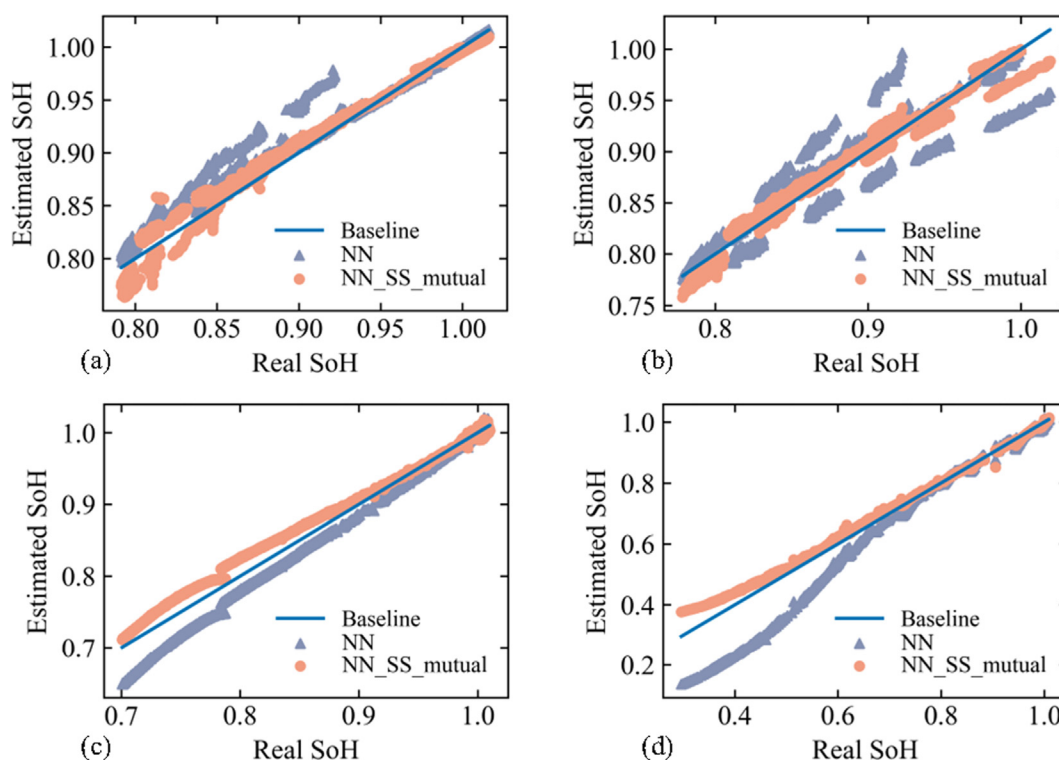 Estimated SoH
1.00
0.95
0.90
0.85
0.80
Baseline
NN
NN_SS_mutual
0.80 0.85 0.90 0.95 1.00
(a)
Real SoH
Estimated SoH
1.00
0.95
0.90
0.85
0.80
0.75
Baseline
NN
NN_SS_mutual
0.8 0.9 1.0
(b)
Real SoH
Estimated SoH
1.0
0.9
0.8
0.7
Baseline
NN
NN_SS_mutual
0.7 0.8 0.9 1.0
(c)
Real SoH
Estimated SoH
1.0
0.8
0.6
0.4
0.2
Baseline
NN
NN_SS_mutual
0.4 0.6 0.8 1.0
(d)
Real SoH